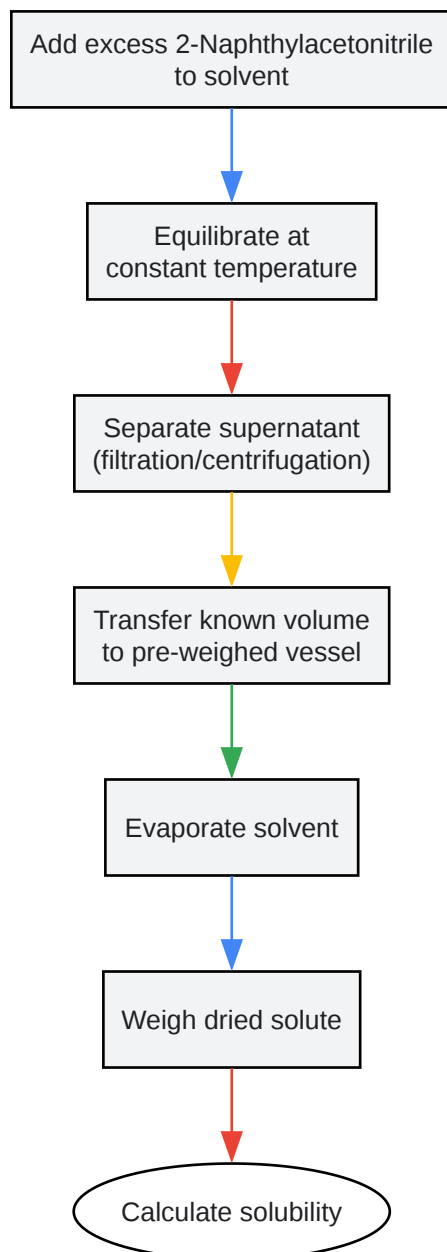 Add excess 2-Naphthylacetonitrile
to solvent
Equilibrate at
constant temperature
Separate supernatant
(filtration/centrifugation)
Transfer known volume
to pre-weighed vessel
Evaporate solvent
Weigh dried solute
Calculate solubility